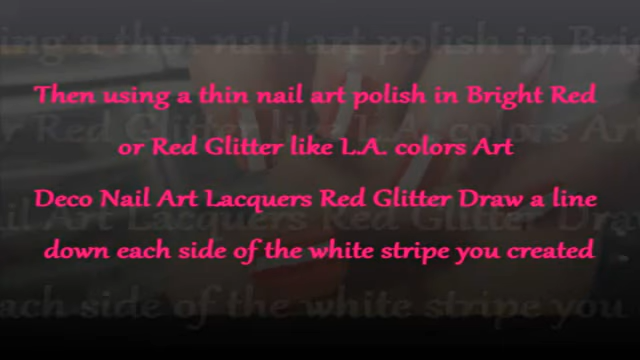 Then using a thin nail art polish in Bright Red
or Red Glitter like L.A. colors Art
Deco Nail Art Lacquers Red Glitter Draw a line
down each side of the white stripe you created